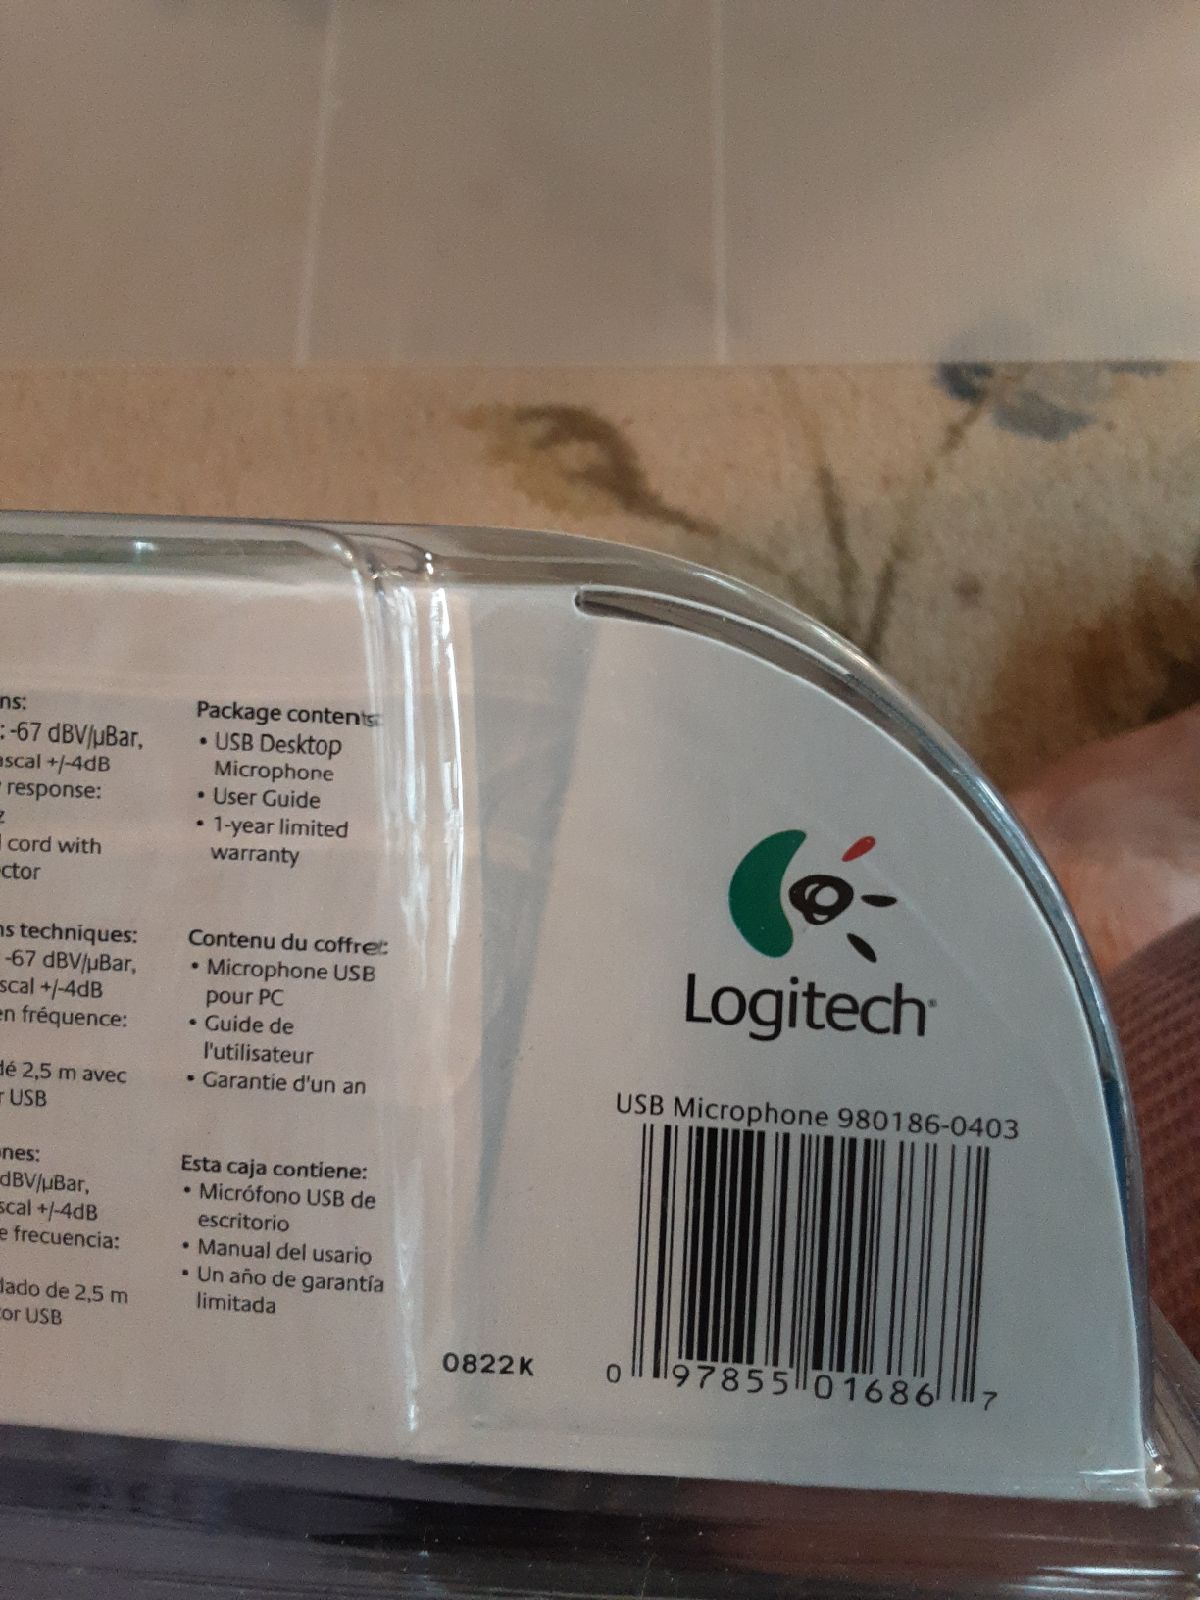 ns:
: -67 dBV/µBar,
ascal +/-4dB
response:
z
cord with
ctor
ns techniques:
-67 dBV/µBar,
scal +/-4dB
en fréquence:
dé 2,5 m avec
r USB
ones:
dBV/µBar,
scal +/-4dB
e frecuencia:
lado de 2,5 m
tor USB
Package contents:
• USB Desktop
Microphone
• User Guide
• 1-year limited
warranty
Contenu du coffret:
• Microphone USB
pour PC
• Guide de
l'utilisateur
• Garantie d'un an
Esta caja contiene:
• Micrófono USB de
escritorio
• Manual del usario
• Un año de garantía
limitada
0822K
Logitech
USB Microphone 980186-0403
0 97855 01686 7